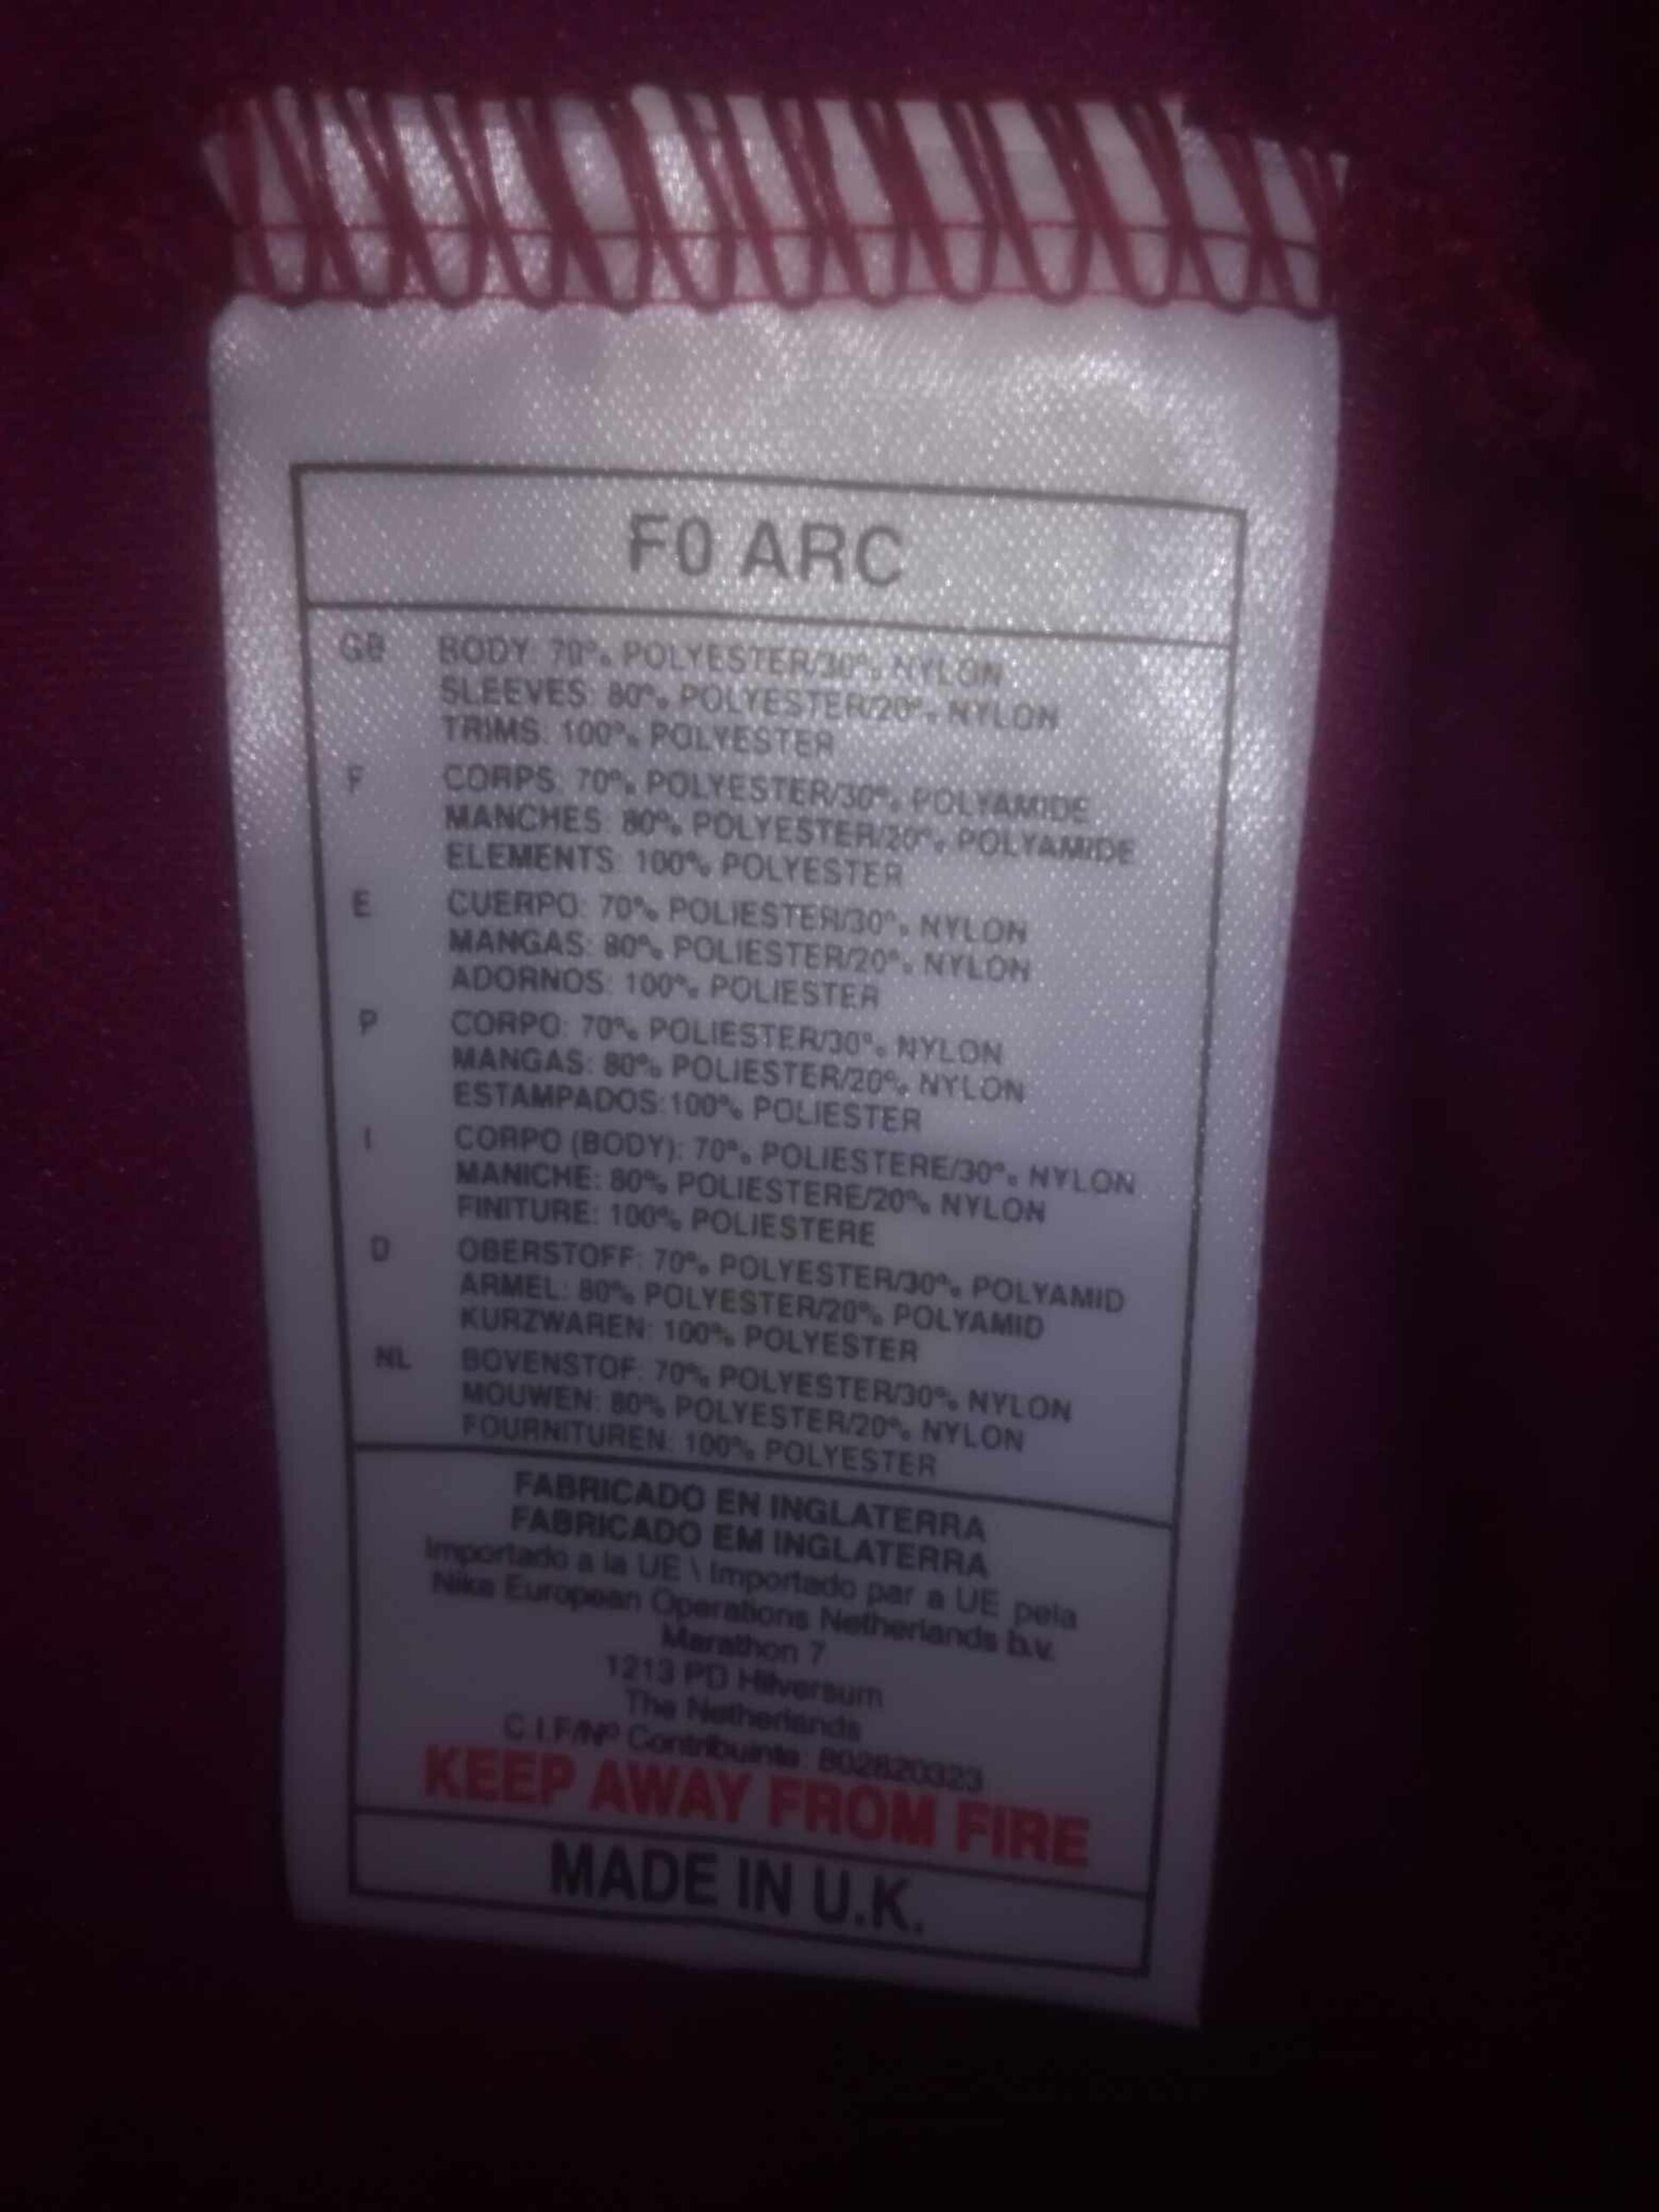 F0 ARC
GB BODY: 70% POLYESTER/30% NYLON
SLEEVES: 80% POLYESTER/20% NYLON
TRIMS: 100% POLYESTER
F CORPS: 70% POLYESTER/30% POLYAMIDE
MANCHES: 80% POLYESTER/20% POLYAMIDE
ELEMENTS: 100% POLYESTER
E CUERPO: 70% POLIESTER/30% NYLON
MANGAS: 80% POLIESTER/20% NYLON
ADORNOS: 100% POLIESTER
P CORPO: 70% POLIESTER/30% NYLON
MANGAS: 80% POLIESTER/20% NYLON
ESTAMPADOS: 100% POLIESTER
I CORPO (BODY): 70% POLIESTERE/30% NYLON
MANICHE: 80% POLIESTERE/20% NYLON
FINITURE: 100% POLIESTERE
D OBERSTOFF: 70% POLYESTER/30% POLYAMID
ARMEL: 80% POLYESTER/20% POLYAMID
KURZWAREN: 100% POLYESTER
NL BOVENSTOF: 70% POLYESTER/30% NYLON
MOUWEN: 80% POLYESTER/20% NYLON
FOURNITUREN: 100% POLYESTER
FABRICADO EN INGLATERRA
FABRICADO EM INGLATERRA
Importado a la UE \ Importado par a UE pela
Nike European Operations Netherlands b.v.
Marathon 7
1213 PD Hilversum
The Netherlands
C.I.F/Nº Contribuinte: 802820323
KEEP AWAY FROM FIRE
MADE IN U.K.